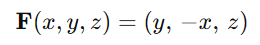 F(x, y, z) = (y, −x, z)